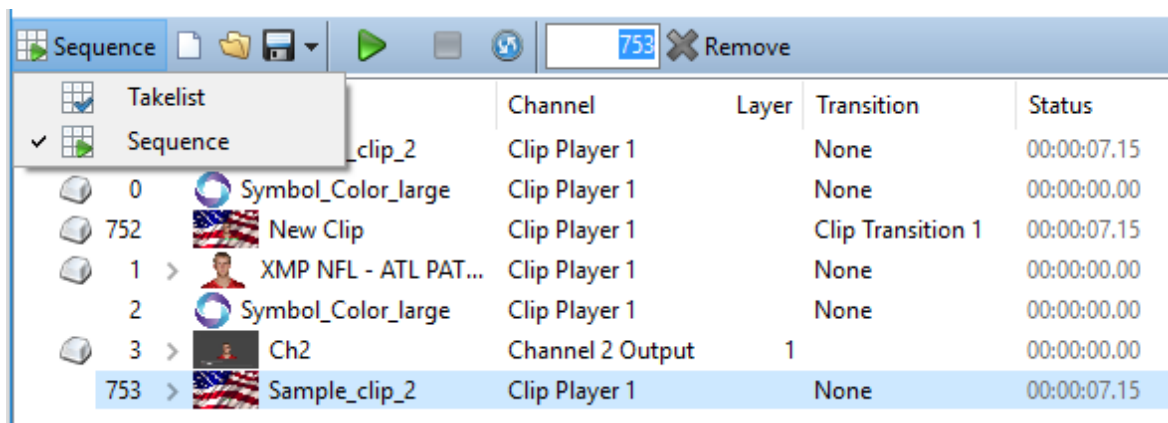 Sequence 753 Remove
Takelist
Sequence
Channel Layer Transition Status
_clip_2 Clip Player 1 None 00:00:07.15
0 Symbol_Color_large Clip Player 1 None 00:00:00.00
752 New Clip Clip Player 1 Clip Transition 1 00:00:07.15
1 XMP NFL - ATL PAT... Clip Player 1 None 00:00:00.00
2 Symbol_Color_large Clip Player 1 None 00:00:00.00
3 Ch2 Channel 2 Output 1 00:00:00.00
753 Sample_clip_2 Clip Player 1 None 00:00:07.15